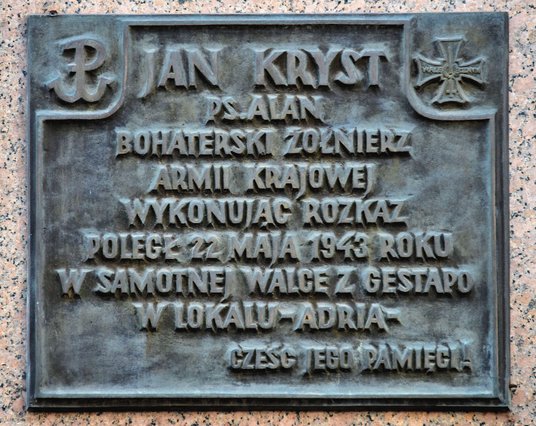 JAN KRYST
PS. ALAN
BOHATERSKI ŻOŁNIERZ
ARMII KRAJOWEJ
WYKONUJĄC ROZKAZ
POLEGŁ 22 MAJA 1943 ROKU
W SAMOTNEJ WALCE Z GESTAPO
W LOKALU -ADRIA-
CZEŚĆ JEGO PAMIĘCI!